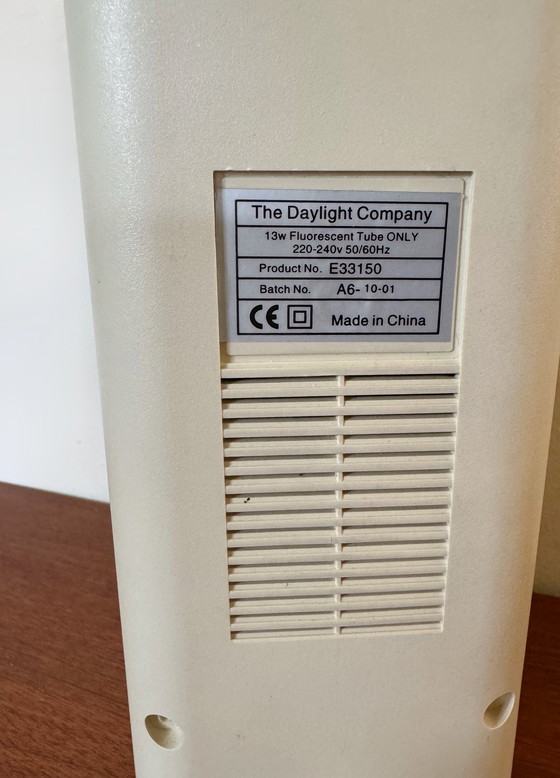 The Daylight Company
13w Fluorescent Tube ONLY
220-240v 50/60Hz
Product No. E33150
Batch No. A6- 10-01
CE Made in China